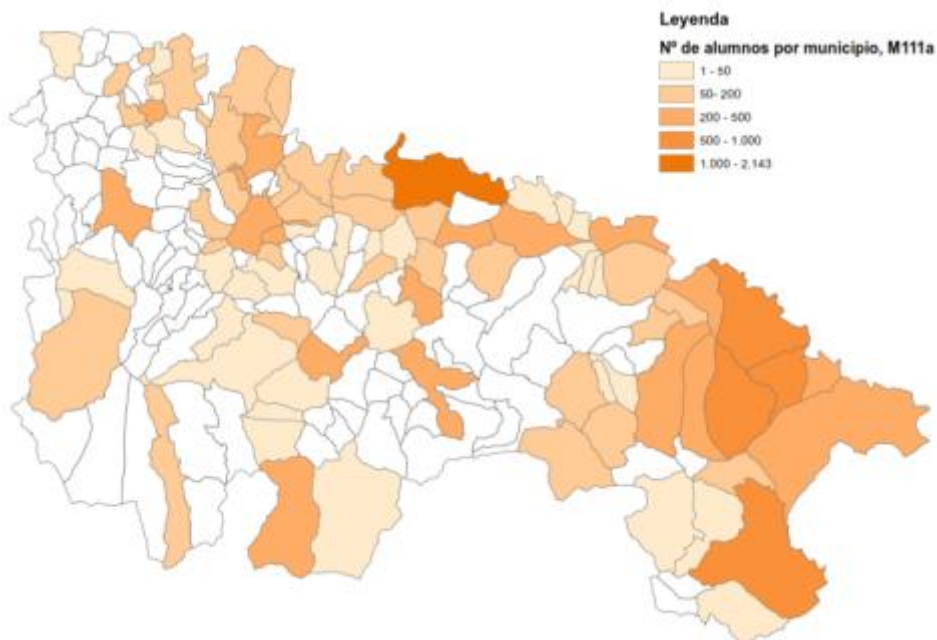 Leyenda
Nº de alumnos por municipio, M111a
1 - 50
50- 200
200 - 500
500 - 1.000
1.000 - 2.143